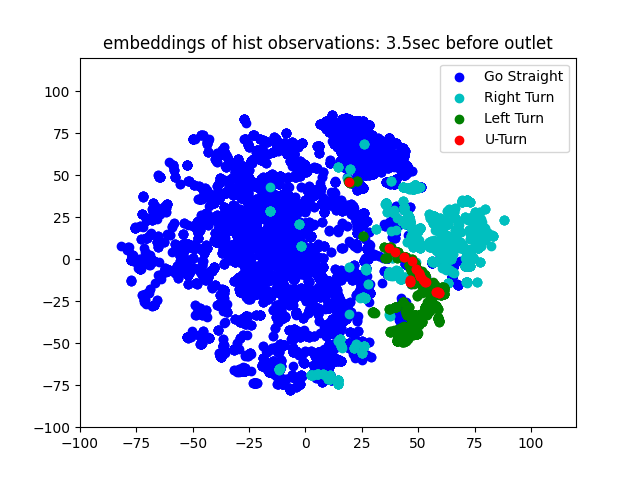 embeddings of hist observations: 3.5sec before outlet
Go Straight
Right Turn
Left Turn
U-Turn
100
75
50
25
0
−25
−50
−75
−100
−100 −75 −50 −25 0 25 50 75 100